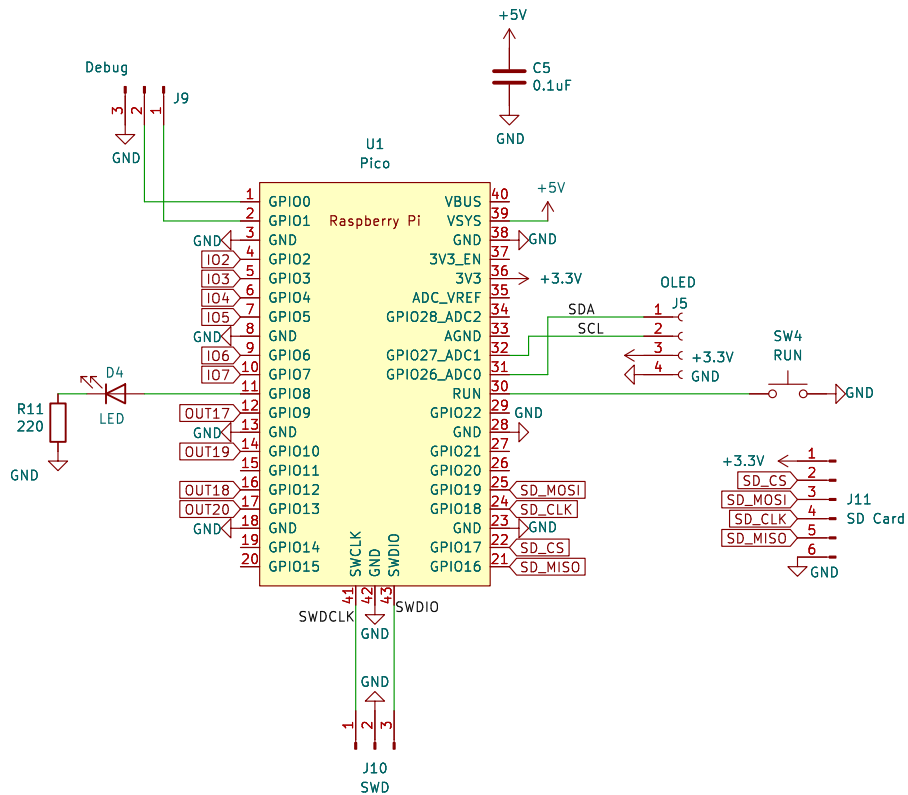 +5V
C5
0.1uF
GND
Debug
J9
3
2
1
GND
U1
Pico
Raspberry Pi
1 GPIO0
2 GPIO1
GND 3 GND
IO2 4 GPIO2
IO3 5 GPIO3
IO4 6 GPIO4
IO5 7 GPIO5
GND 8 GND
IO6 9 GPIO6
IO7 10 GPIO7
11 GPIO8
OUT17 12 GPIO9
GND 13 GND
OUT19 14 GPIO10
15 GPIO11
OUT18 16 GPIO12
OUT20 17 GPIO13
GND 18 GND
19 GPIO14
20 GPIO15
VBUS 40
+5V
VSYS 39
GND 38 GND
3V3_EN 37
3V3 36 +3.3V
ADC_VREF 35
GPIO28_ADC2 34
AGND 33
GPIO27_ADC1 32
GPIO26_ADC0 31
RUN 30
GPIO22 29 GND
GND 28
GPIO21 27
GPIO20 26
GPIO19 25 SD_MOSI
GPIO18 24 SD_CLK
GND 23 GND
GPIO17 22 SD_CS
GPIO16 21 SD_MISO
SWCLK
GND
SWDIO
41
42
43
SWDCLK
SWDIO
GND
GND
1
2
3
J10
SWD
D4
LED
R11
220
GND
OLED
J5
SDA 1
SCL 2
3 +3.3V
4 GND
SW4
RUN
GND
+3.3V 1
SD_CS 2
SD_MOSI 3
SD_CLK 4
SD_MISO 5
6 GND
J11
SD Card